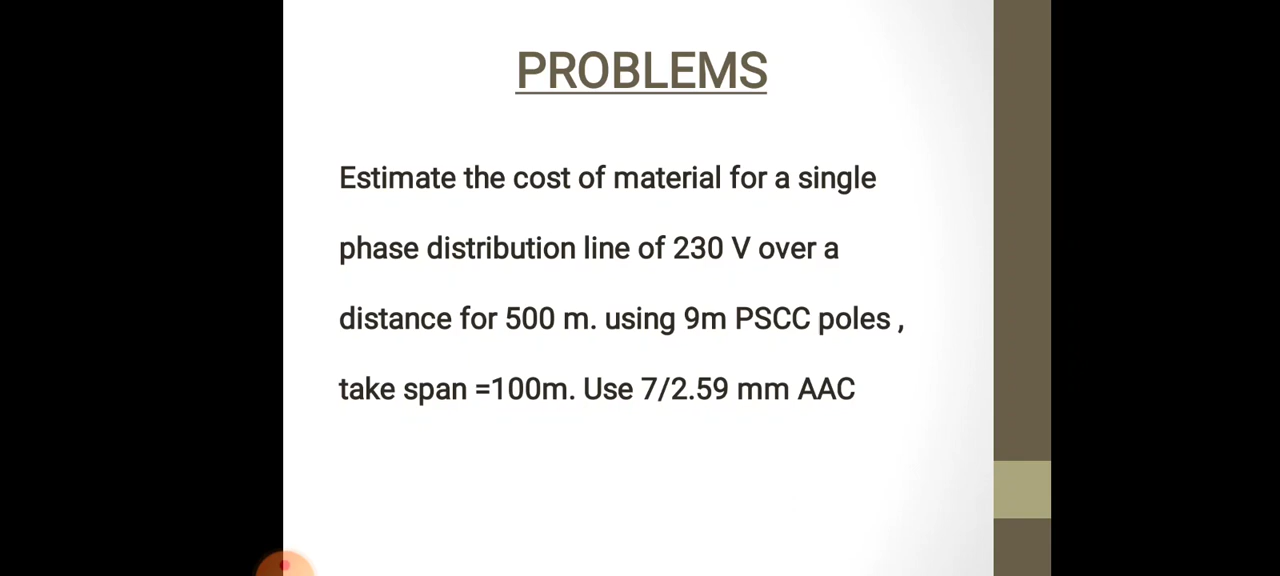 PROBLEMS
Estimate the cost of material for a single
phase distribution line of 230 V over a
distance for 500 m. using 9m PSCC poles ,
take span =100m. Use 7/2.59 mm AAC